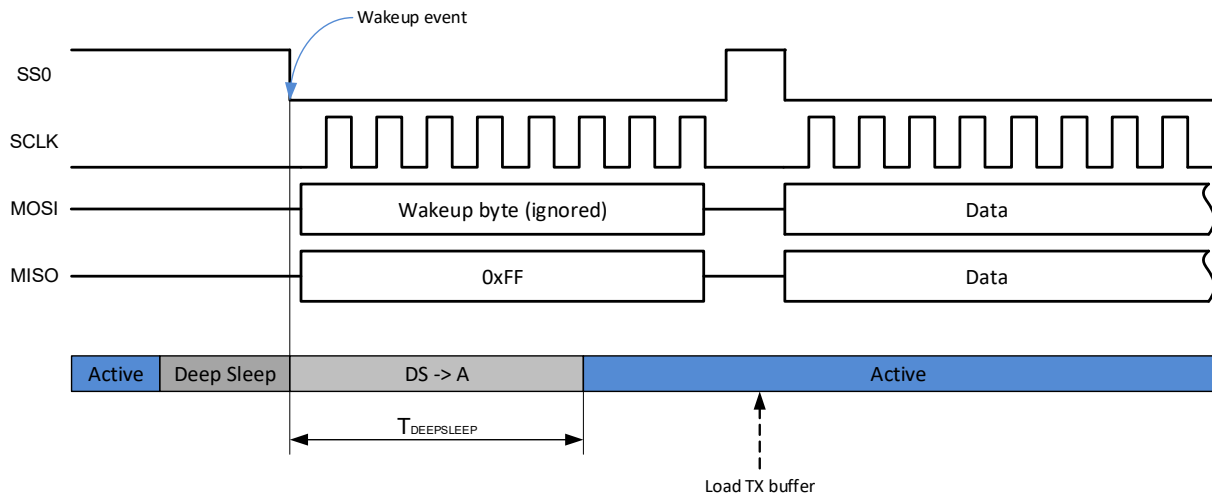 Wakeup event
SS0
SCLK
MOSI
Wakeup byte (ignored)
Data
MISO
0xFF
Data
Active
Deep Sleep
DS -> A
Active
TDEEPSLEEP
Load TX buffer